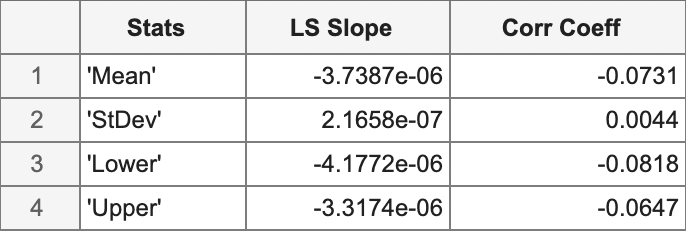 Stats LS Slope Corr Coeff
1 'Mean' -3.7387e-06 -0.0731
2 'StDev' 2.1658e-07 0.0044
3 'Lower' -4.1772e-06 -0.0818
4 'Upper' -3.3174e-06 -0.0647